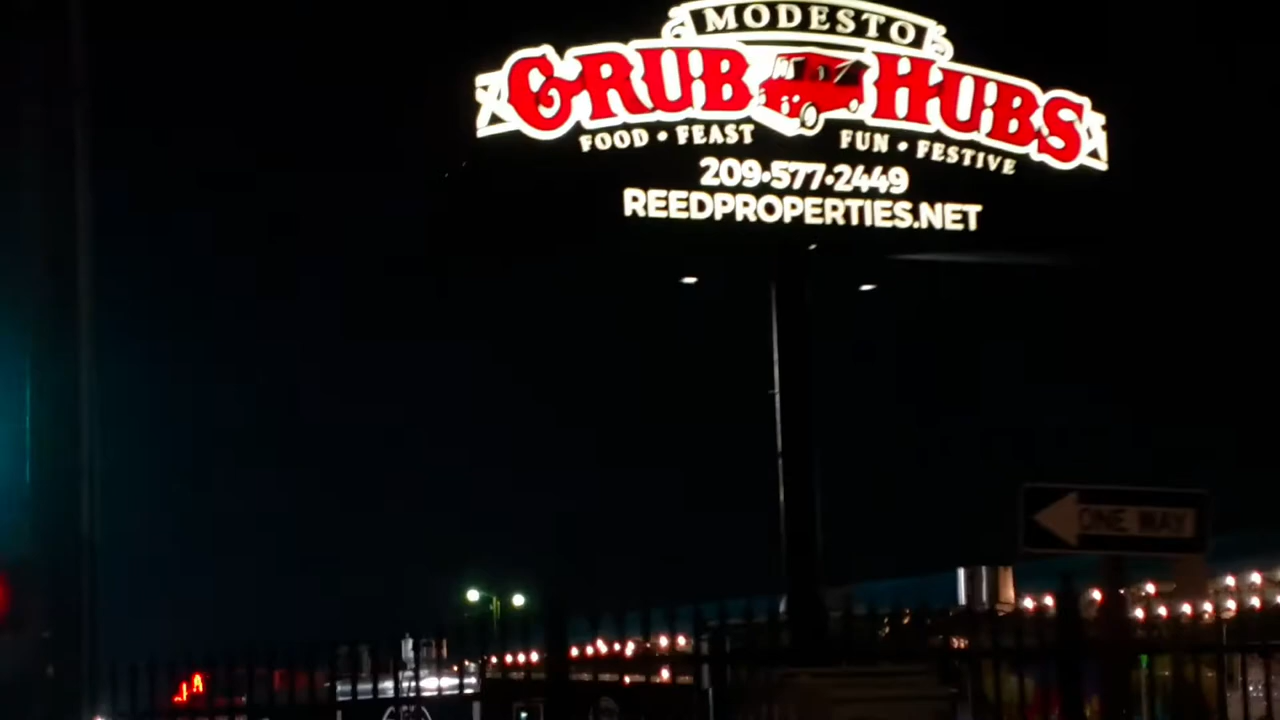 MODESTO
GRUB HUBS
FOOD • FEAST FUN • FESTIVE
209•577•2449
REEDPROPERTIES.NET
ONE WAY